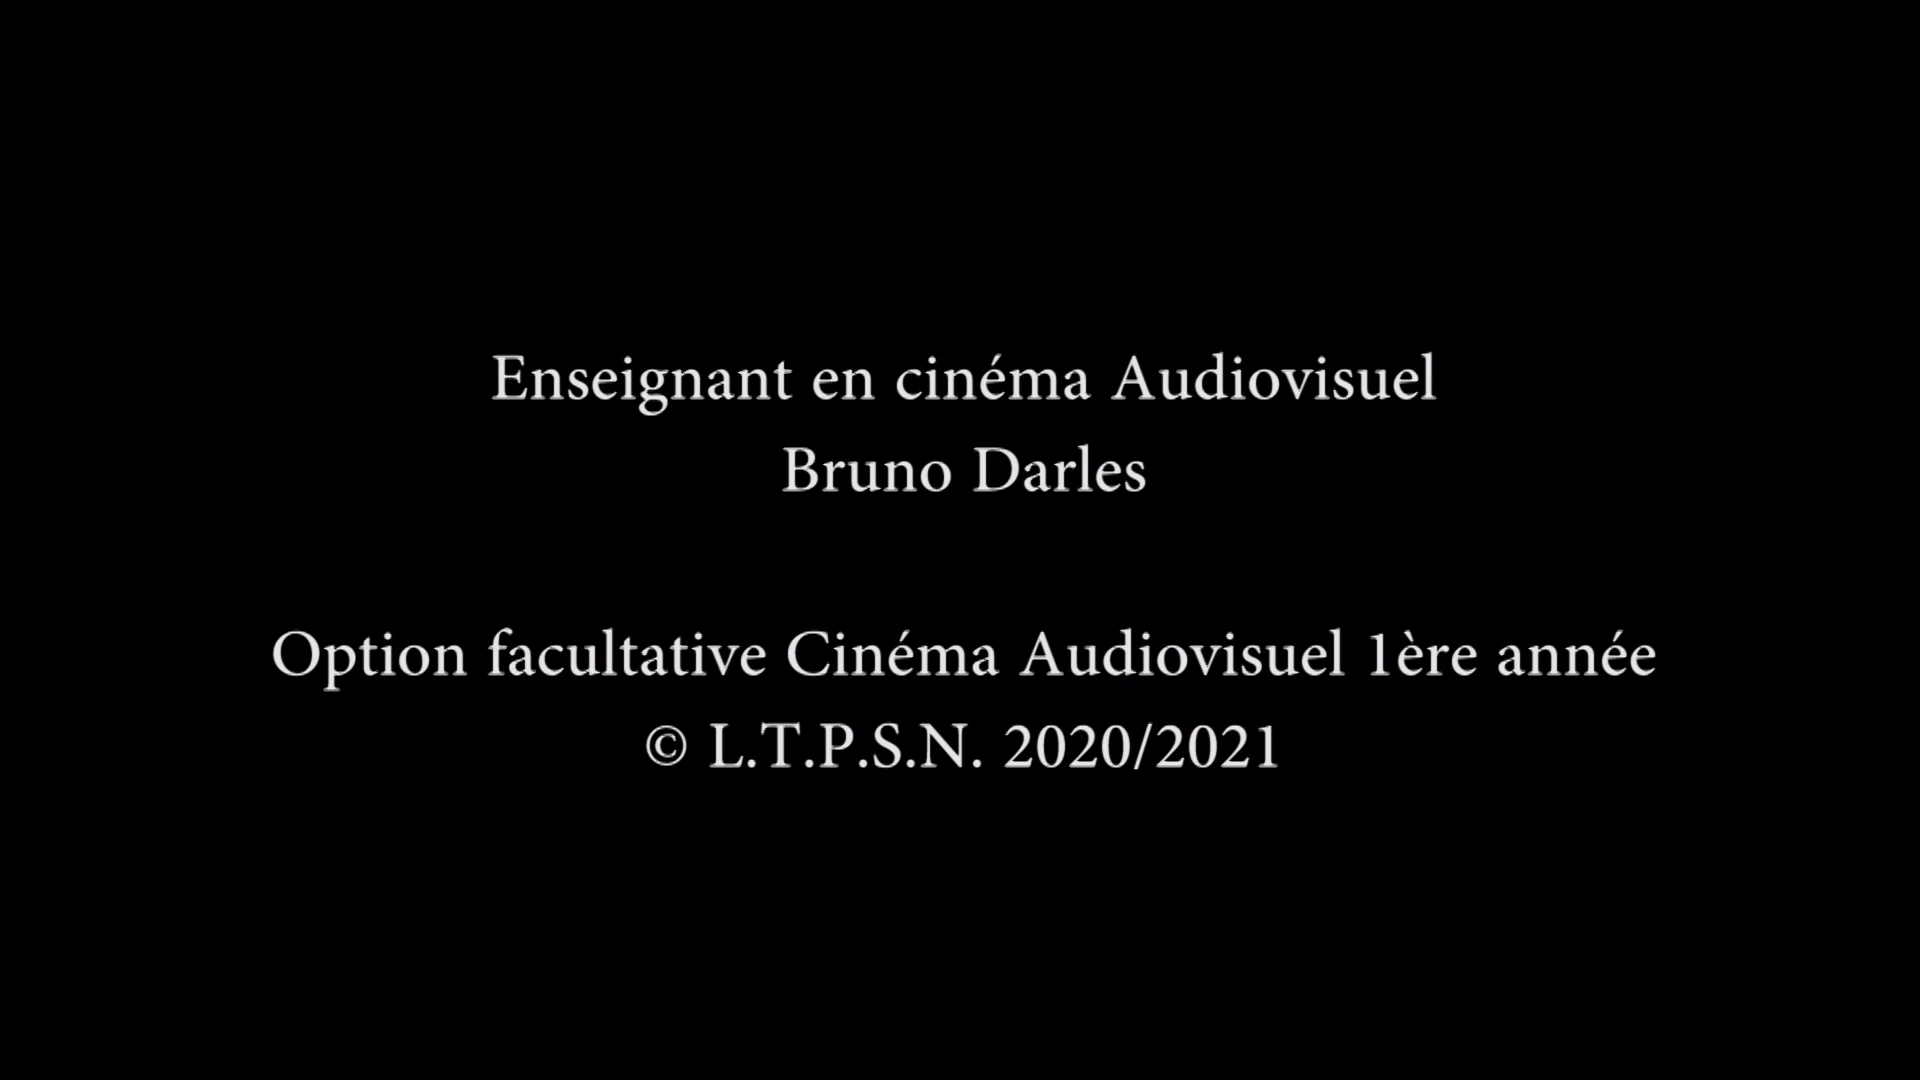 Enseignant en cinéma Audiovisuel
Bruno Darles
Option facultative Cinéma Audiovisuel 1ère année
© L.T.P.S.N. 2020/2021